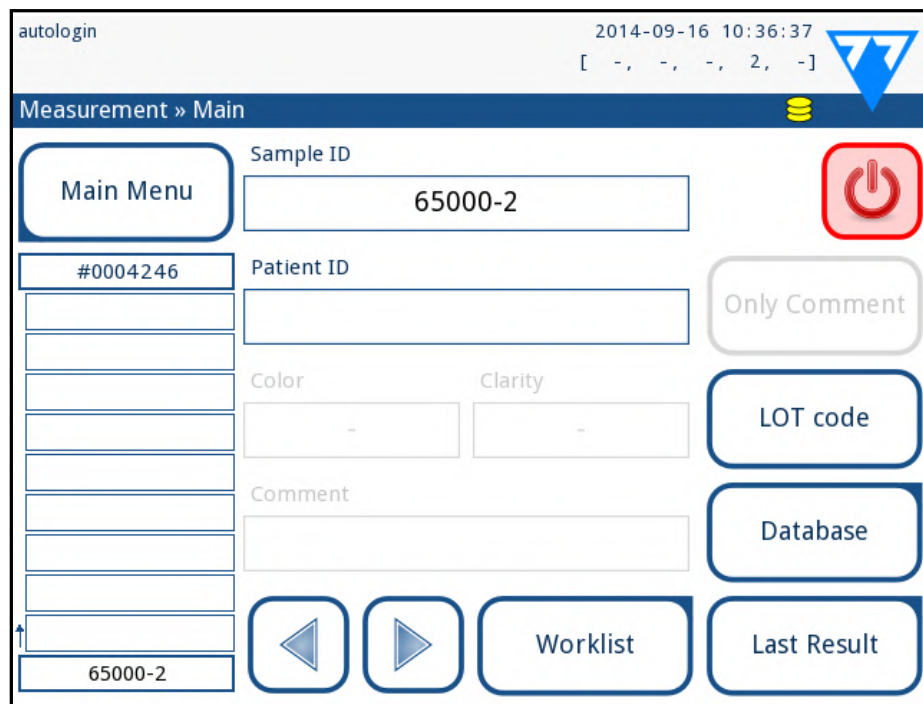 autologin
2014-09-16 10:36:37
[ -, -, -, 2, -]
Measurement » Main
Main Menu
Sample ID
65000-2
#0004246
Patient ID
Only Comment
Color
Clarity
-
-
LOT code
Comment
Database
Worklist
Last Result
65000-2